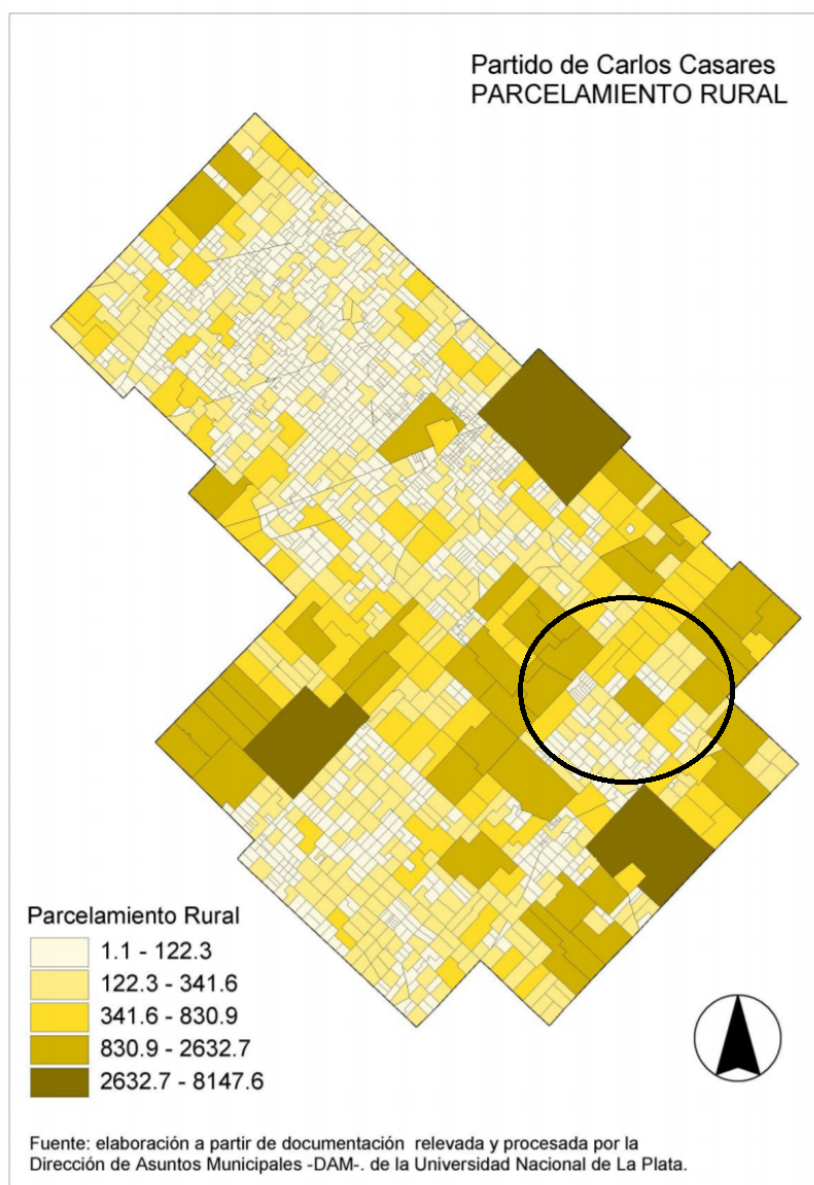 Partido de Carlos Casares
PARCELAMIENTO RURAL
Parcelamiento Rural
1.1 - 122.3
122.3 - 341.6
341.6 - 830.9
830.9 - 2632.7
2632.7 - 8147.6
Fuente: elaboración a partir de documentación relevada y procesada por la
Dirección de Asuntos Municipales -DAM-. de la Universidad Nacional de La Plata.